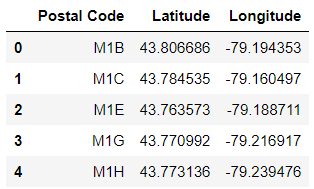 Postal Code Latitude Longitude
0 M1B 43.806686 -79.194353
1 M1C 43.784535 -79.160497
2 M1E 43.763573 -79.188711
3 M1G 43.770992 -79.216917
4 M1H 43.773136 -79.239476